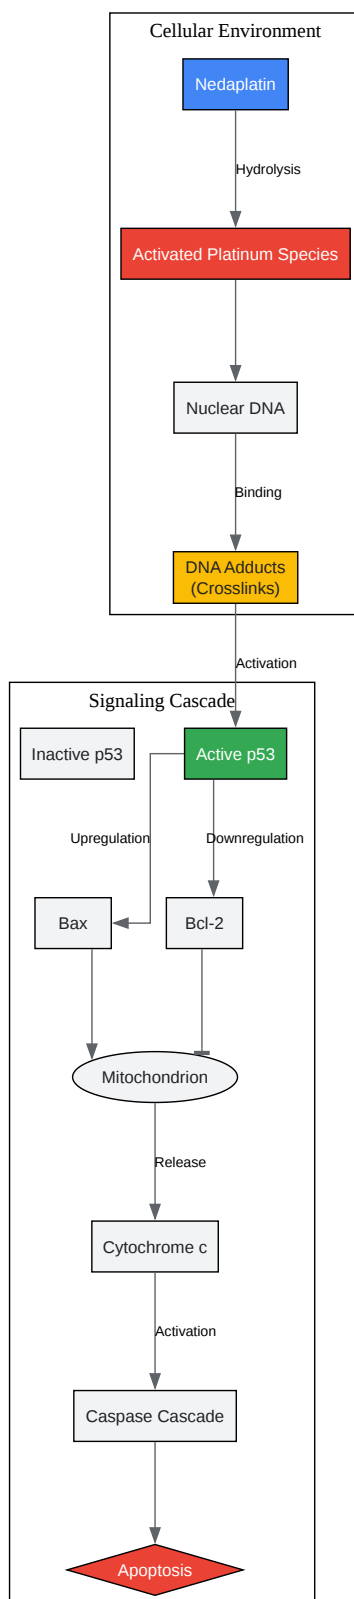 Cellular Environment
Nedaplatin
Hydrolysis
Activated Platinum Species
Nuclear DNA
Binding
DNA Adducts
(Crosslinks)
Activation
Signaling Cascade
Inactive p53
Active p53
Upregulation
Downregulation
Bax
Bcl-2
Mitochondrion
Release
Cytochrome c
Activation
Caspase Cascade
Apoptosis